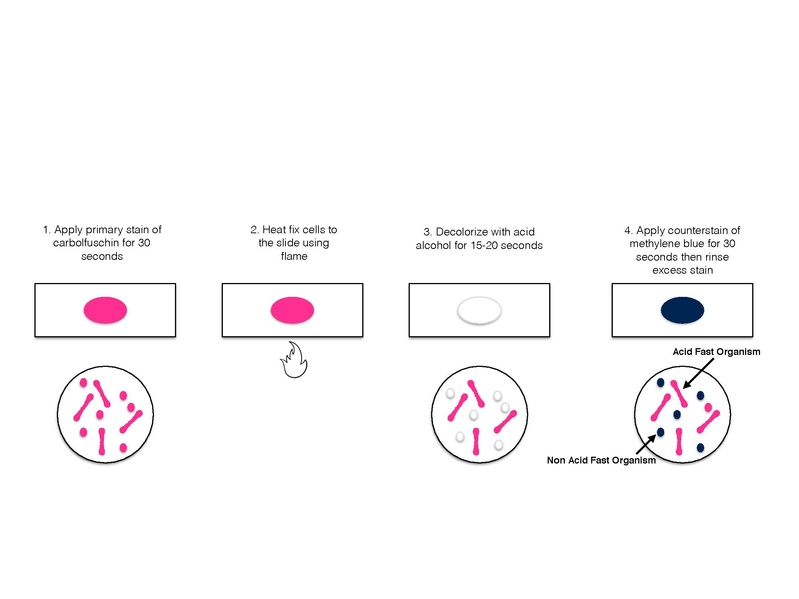 1. Apply primary stain of
carbolfuschin for 30
seconds
2. Heat fix cells to
the slide using
flame
3. Decolorize with acid
alcohol for 15-20 seconds
4. Apply counterstain of
methylene blue for 30
seconds then rinse
excess stain
Acid Fast Organism
Non Acid Fast Organism